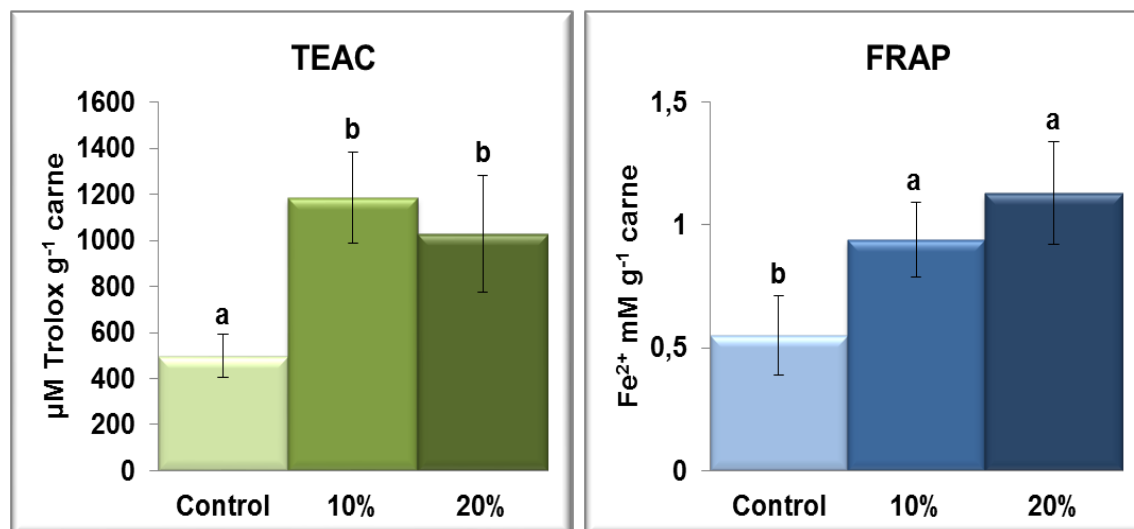 TEAC
µM Trolox g⁻¹ carne
1600
1400
1200
1000
800
600
400
200
0
a
b
b
Control 10% 20%
FRAP
Fe²⁺ mM g⁻¹ carne
1,5
1
0,5
0
b
a
a
Control 10% 20%